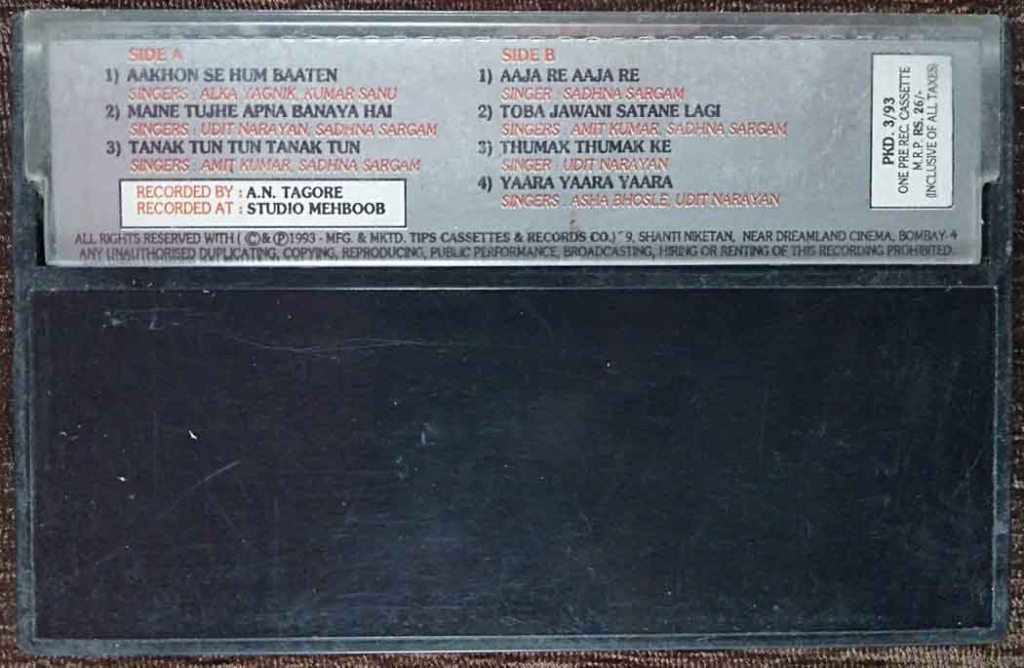 SIDE A
1) AAKHON SE HUM BAATEN
SINGERS : ALKA YAGNIK, KUMAR SANU
2) MAINE TUJHE APNA BANAYA HAI
SINGERS : UDIT NARAYAN, SADHNA SARGAM
3) TANAK TUN TUN TANAK TUN
SINGERS : AMIT KUMAR, SADHNA SARGAM
RECORDED BY : A.N. TAGORE
RECORDED AT : STUDIO MEHBOOB
SIDE B
1) AAJA RE AAJA RE
SINGER : SADHNA SARGAM
2) TOBA JAWANI SATANE LAGI
SINGERS : AMIT KUMAR, SADHNA SARGAM
3) THUMAK THUMAK KE
SINGER : UDIT NARAYAN
4) YAARA YAARA YAARA
SINGERS : ASHA BHOSLE, UDIT NARAYAN
PKD. 3/93
ONE PRE REC. CASSETTE
M.R.P. RS. 26/-
(INCLUSIVE OF ALL TAXES)
ALL RIGHTS RESERVED WITH ( ©&℗1993 - MFG. & MKTD. TIPS CASSETTES & RECORDS CO.) 9, SHANTI NIKETAN, NEAR DREAMLAND CINEMA, BOMBAY-4
ANY UNAUTHORISED DUPLICATING, COPYING, REPRODUCING, PUBLIC PERFORMANCE, BROADCASTING, HIRING OR RENTING OF THIS RECORDING PROHIBITED